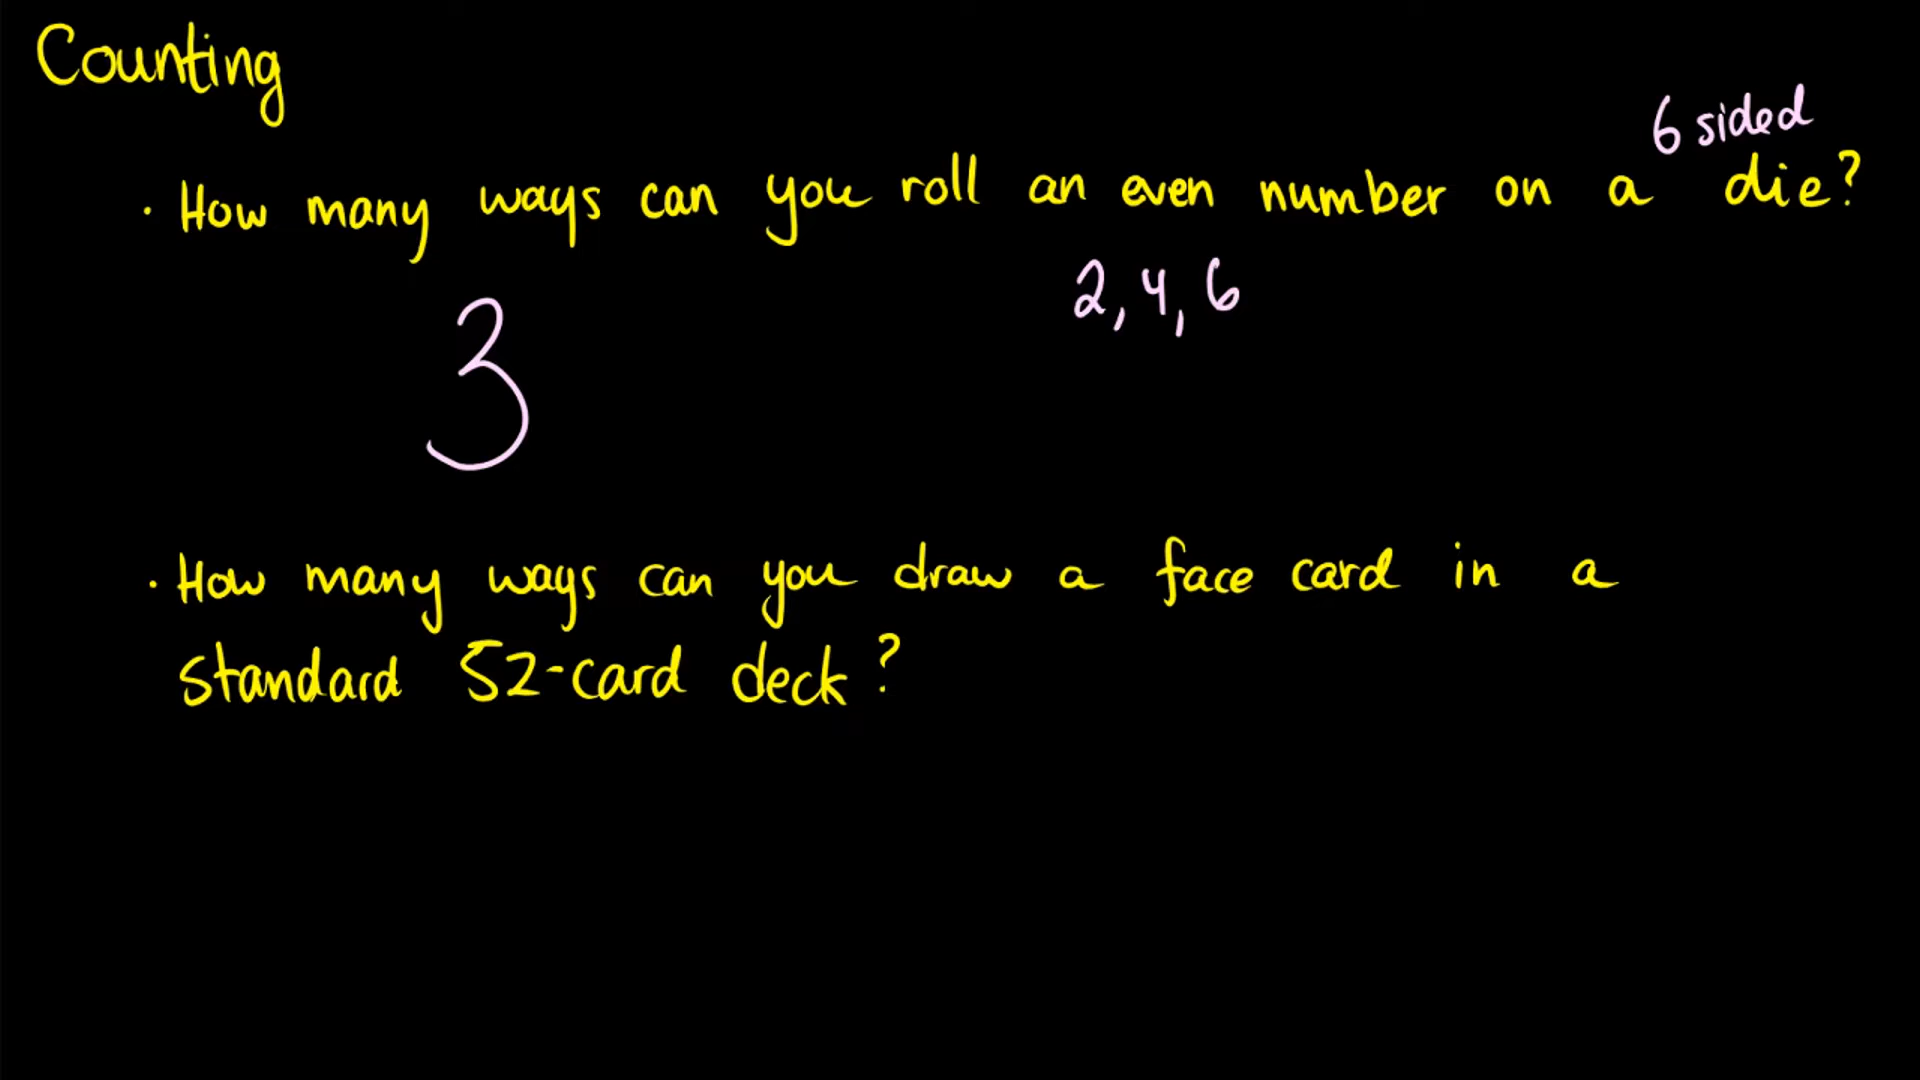 Counting
6 sided
· How many ways can you roll an even number on a die?
2, 4, 6
3
· How many ways can you draw a face card in a
standard 52-card deck?